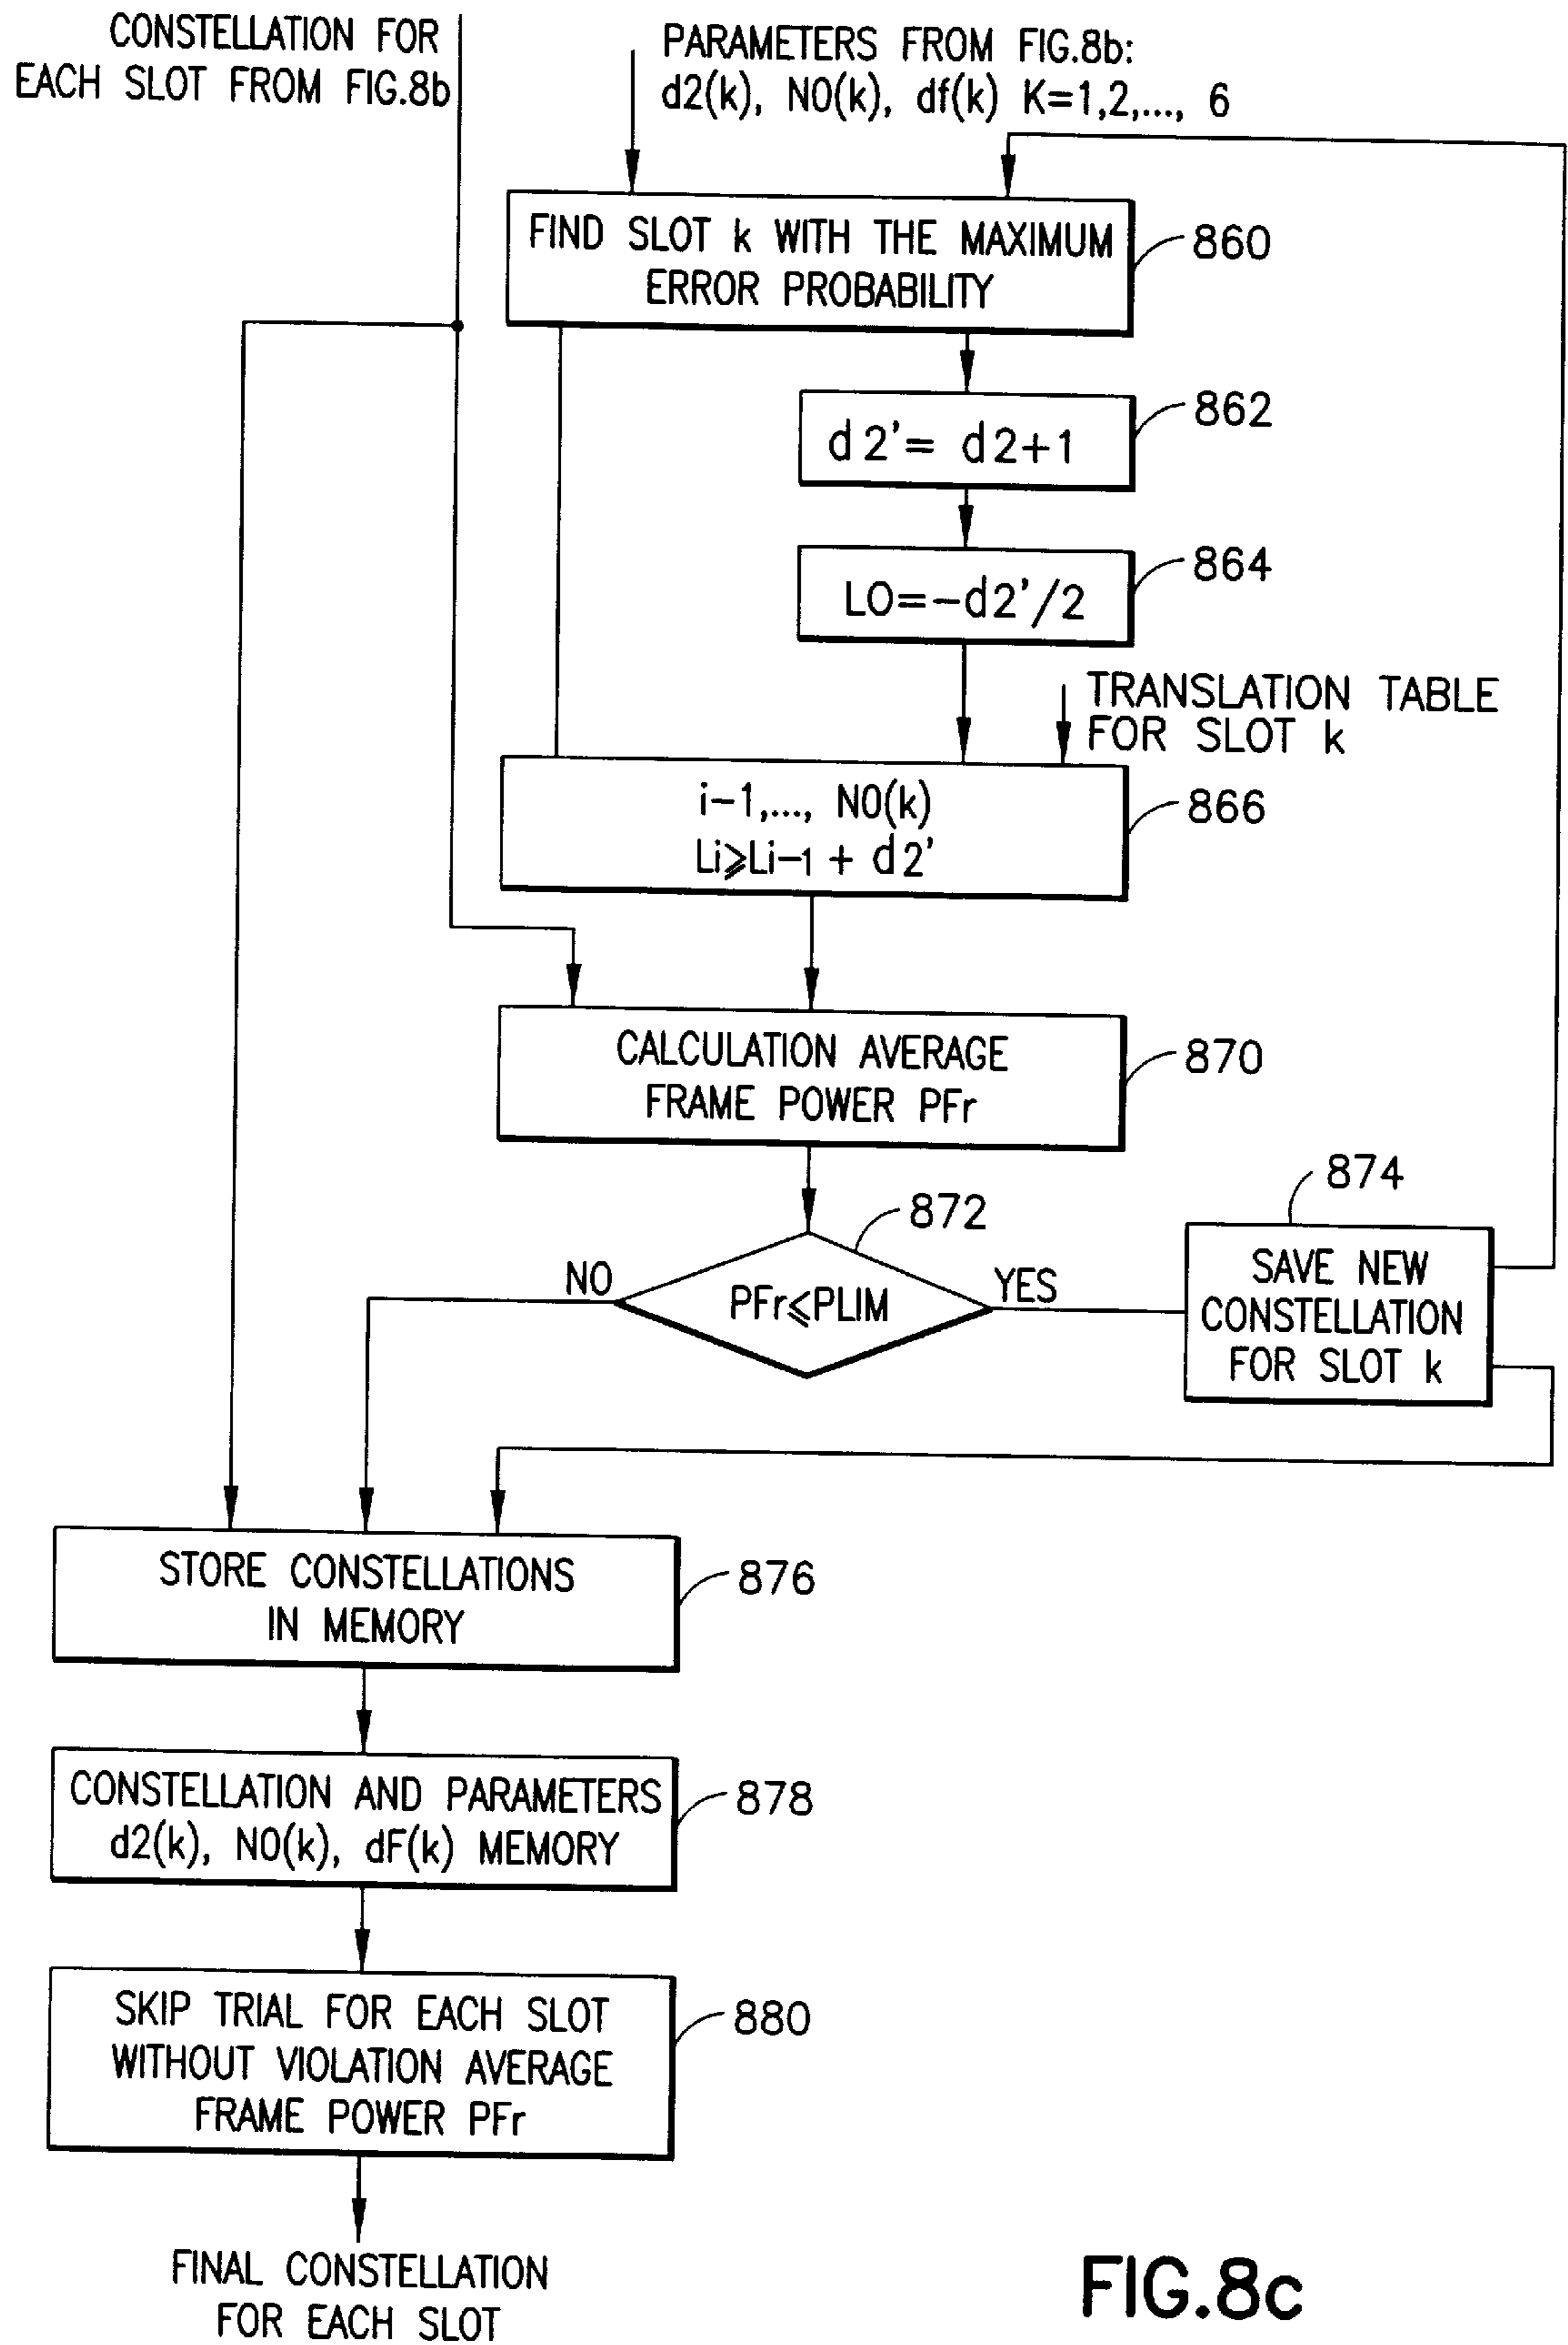 CONSTELLATION FOR
EACH SLOT FROM FIG.8b
PARAMETERS FROM FIG.8b:
d2(k), N0(k), df(k) K=1,2,..., 6
FIND SLOT k WITH THE MAXIMUM
ERROR PROBABILITY
860
d2'= d2+1
862
L0=-d2'/2
864
TRANSLATION TABLE
FOR SLOT k
i-1,..., N0(k)
Li⩾Li-1 + d2'
866
CALCULATION AVERAGE
FRAME POWER PFr
870
872
874
NO
PFr⩽PLIM
YES
SAVE NEW
CONSTELLATION
FOR SLOT k
STORE CONSTELLATIONS
IN MEMORY
876
CONSTELLATION AND PARAMETERS
d2(k), N0(k), dF(k) MEMORY
878
SKIP TRIAL FOR EACH SLOT
WITHOUT VIOLATION AVERAGE
FRAME POWER PFr
880
FINAL CONSTELLATION
FOR EACH SLOT
FIG.8c